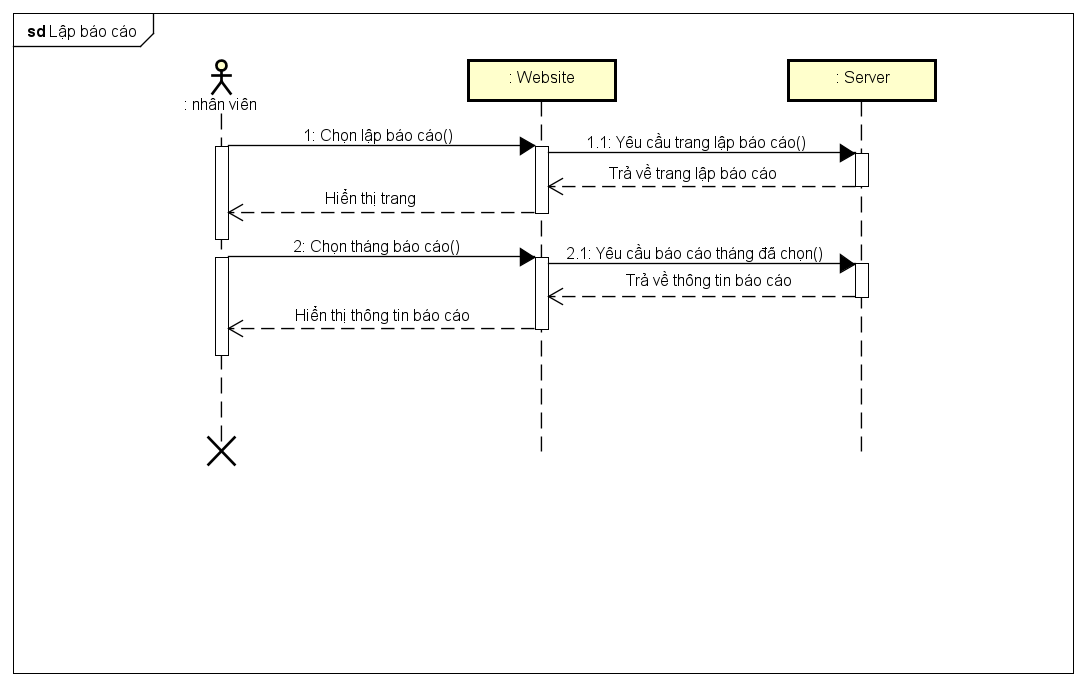 sd Lập báo cáo
: nhân viên
: Website
: Server
1: Chọn lập báo cáo()
1.1: Yêu cầu trang lập báo cáo()
Trả về trang lập báo cáo
Hiển thị trang
2: Chọn tháng báo cáo()
2.1: Yêu cầu báo cáo tháng đã chọn()
Trả về thông tin báo cáo
Hiển thị thông tin báo cáo